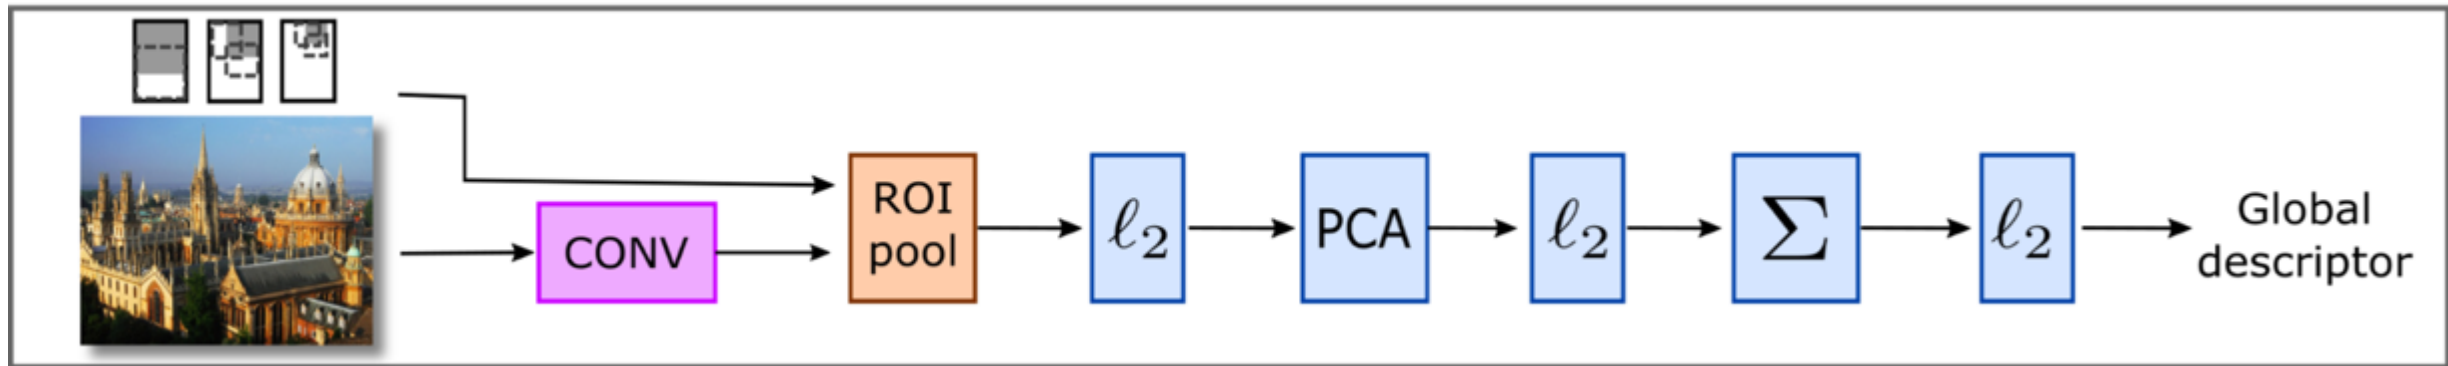 CONV
ROI
pool
ℓ₂
PCA
ℓ₂
Σ
ℓ₂
Global
descriptor